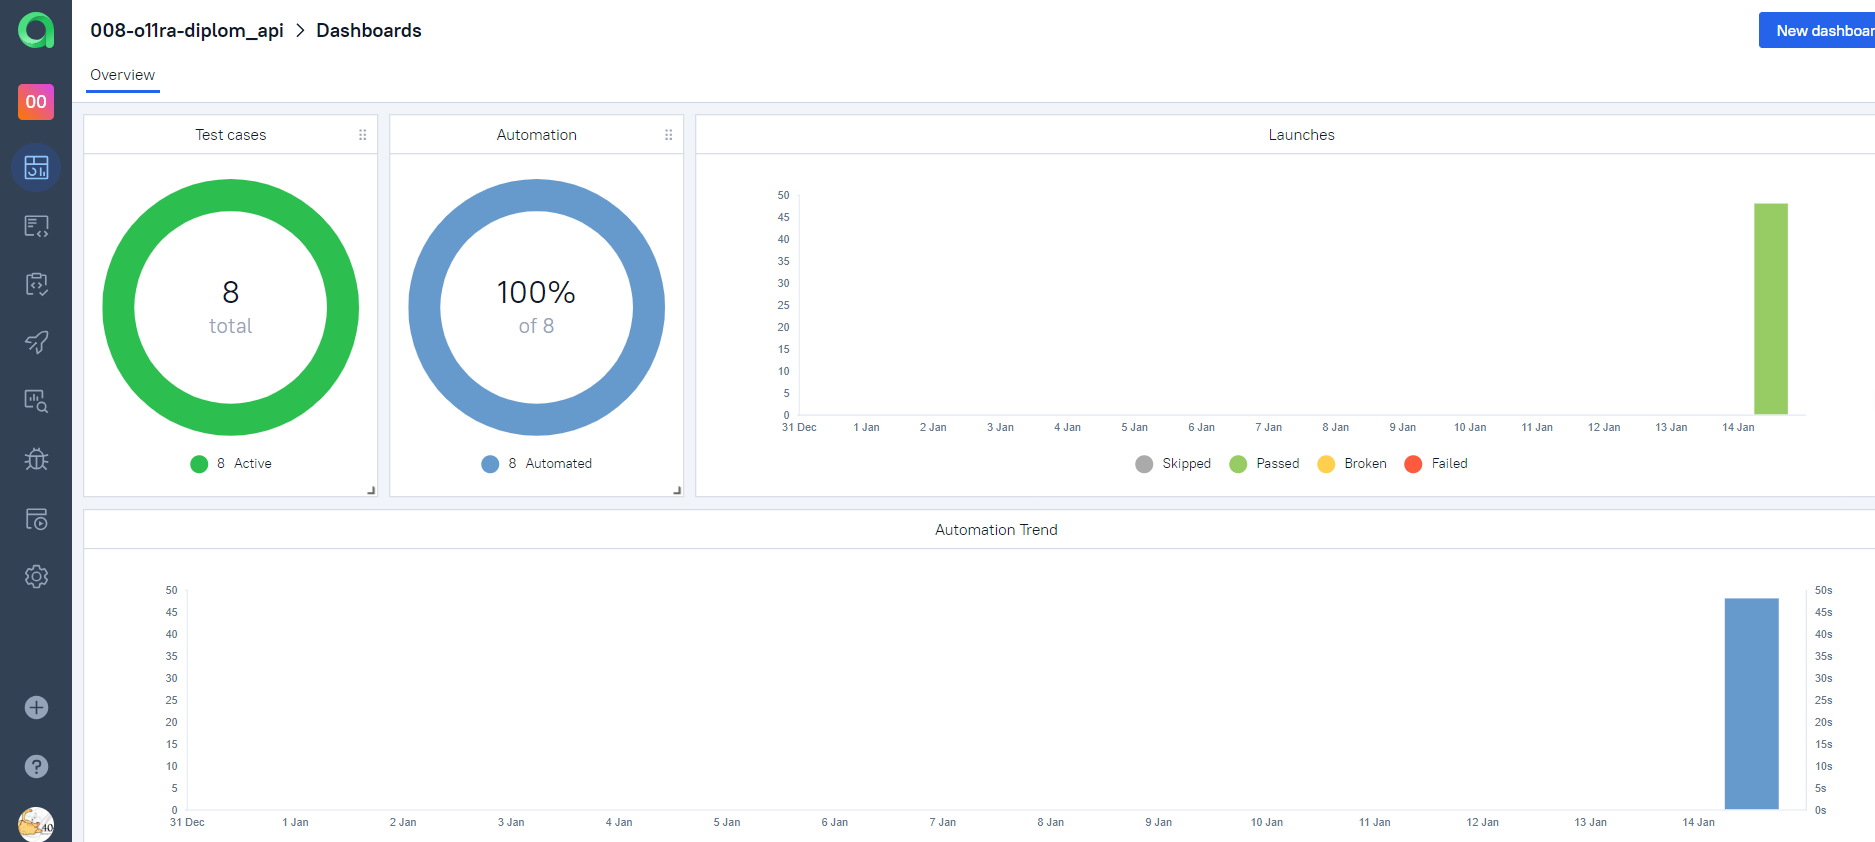 008-o11ra-diplom_api > Dashboards
New dashboar
Overview
00
Test cases
8
total
8 Active
Automation
100%
of 8
8 Automated
Launches
50
45
40
35
30
25
20
15
10
5
0
31 Dec 1 Jan 2 Jan 3 Jan 4 Jan 5 Jan 6 Jan 7 Jan 8 Jan 9 Jan 10 Jan 11 Jan 12 Jan 13 Jan 14 Jan
Skipped Passed Broken Failed
Automation Trend
50 50s
45 45s
40 40s
35 35s
30 30s
25 25s
20 20s
15 15s
10 10s
5 5s
0 0s
31 Dec 1 Jan 2 Jan 3 Jan 4 Jan 5 Jan 6 Jan 7 Jan 8 Jan 9 Jan 10 Jan 11 Jan 12 Jan 13 Jan 14 Jan
40